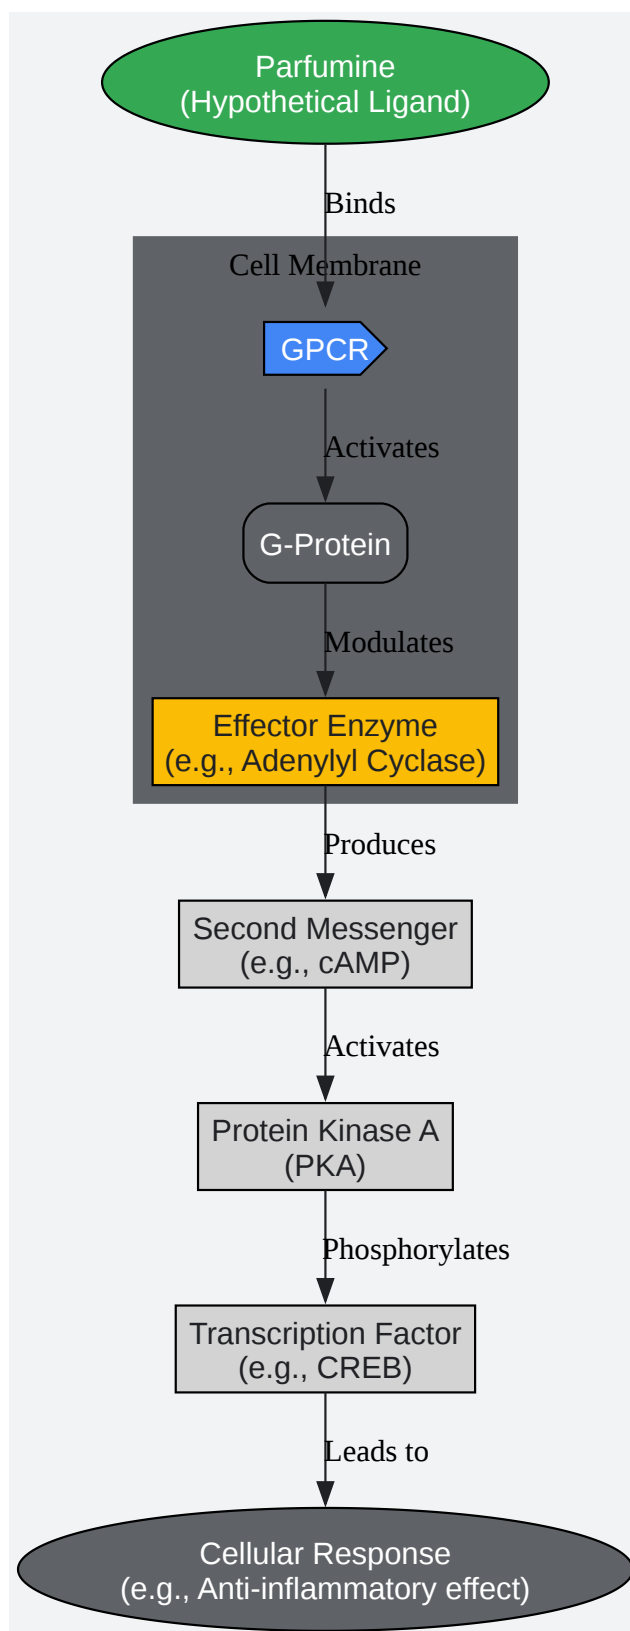 Parfumine
(Hypothetical Ligand)
Binds
Cell Membrane
GPCR
Activates
G-Protein
Modulates
Effector Enzyme
(e.g., Adenylyl Cyclase)
Produces
Second Messenger
(e.g., cAMP)
Activates
Protein Kinase A
(PKA)
Phosphorylates
Transcription Factor
(e.g., CREB)
Leads to
Cellular Response
(e.g., Anti-inflammatory effect)